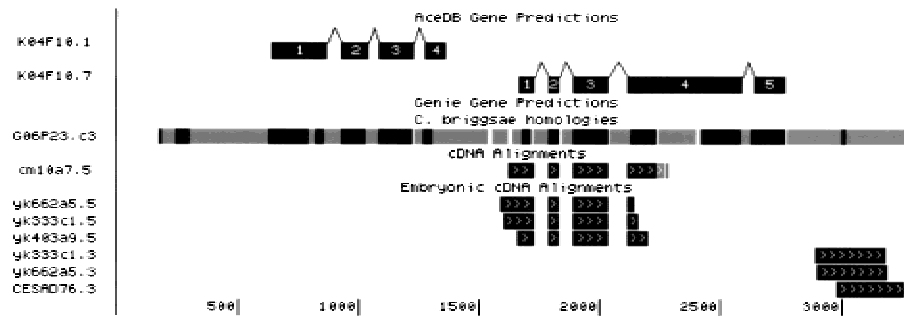 AceDB Gene Predictions
K04F10.1 1 2 3 4
K04F10.7 1 2 3 4 5
Genie Gene Predictions
C. briggsae homologies
G06P23.c3
cDNA Alignments
cm10a7.5
Embryonic cDNA Alignments
yk662a5.5
yk333c1.5
yk403a9.5
yk333c1.3
yk662a5.3
CESAD76.3
500 1000 1500 2000 2500 3000